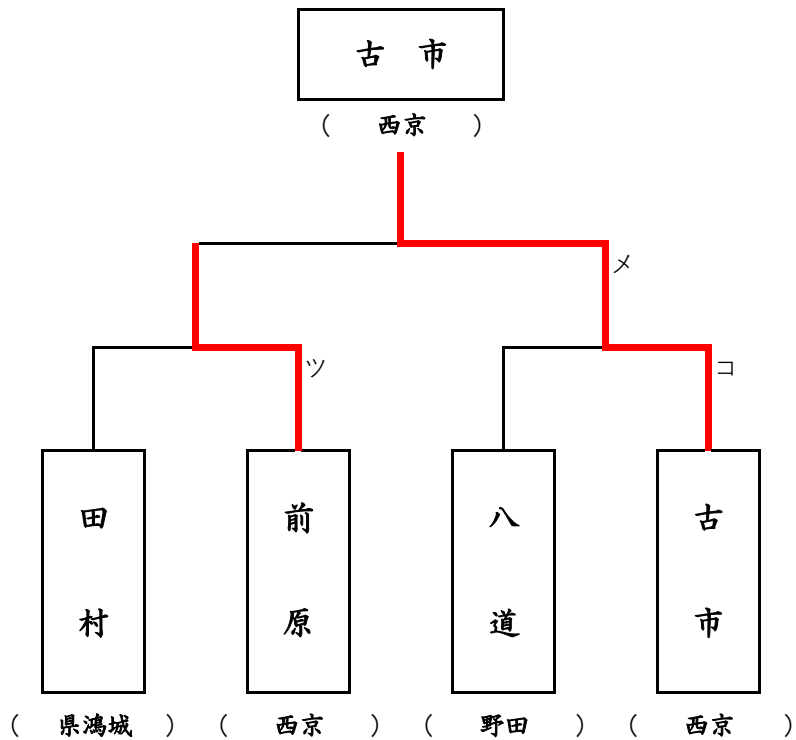 古 市
( 西京 )
メ
ツ
コ
田村
前原
八道
古市
( 県鴻城 )
( 西京 )
( 野田 )
( 西京 )